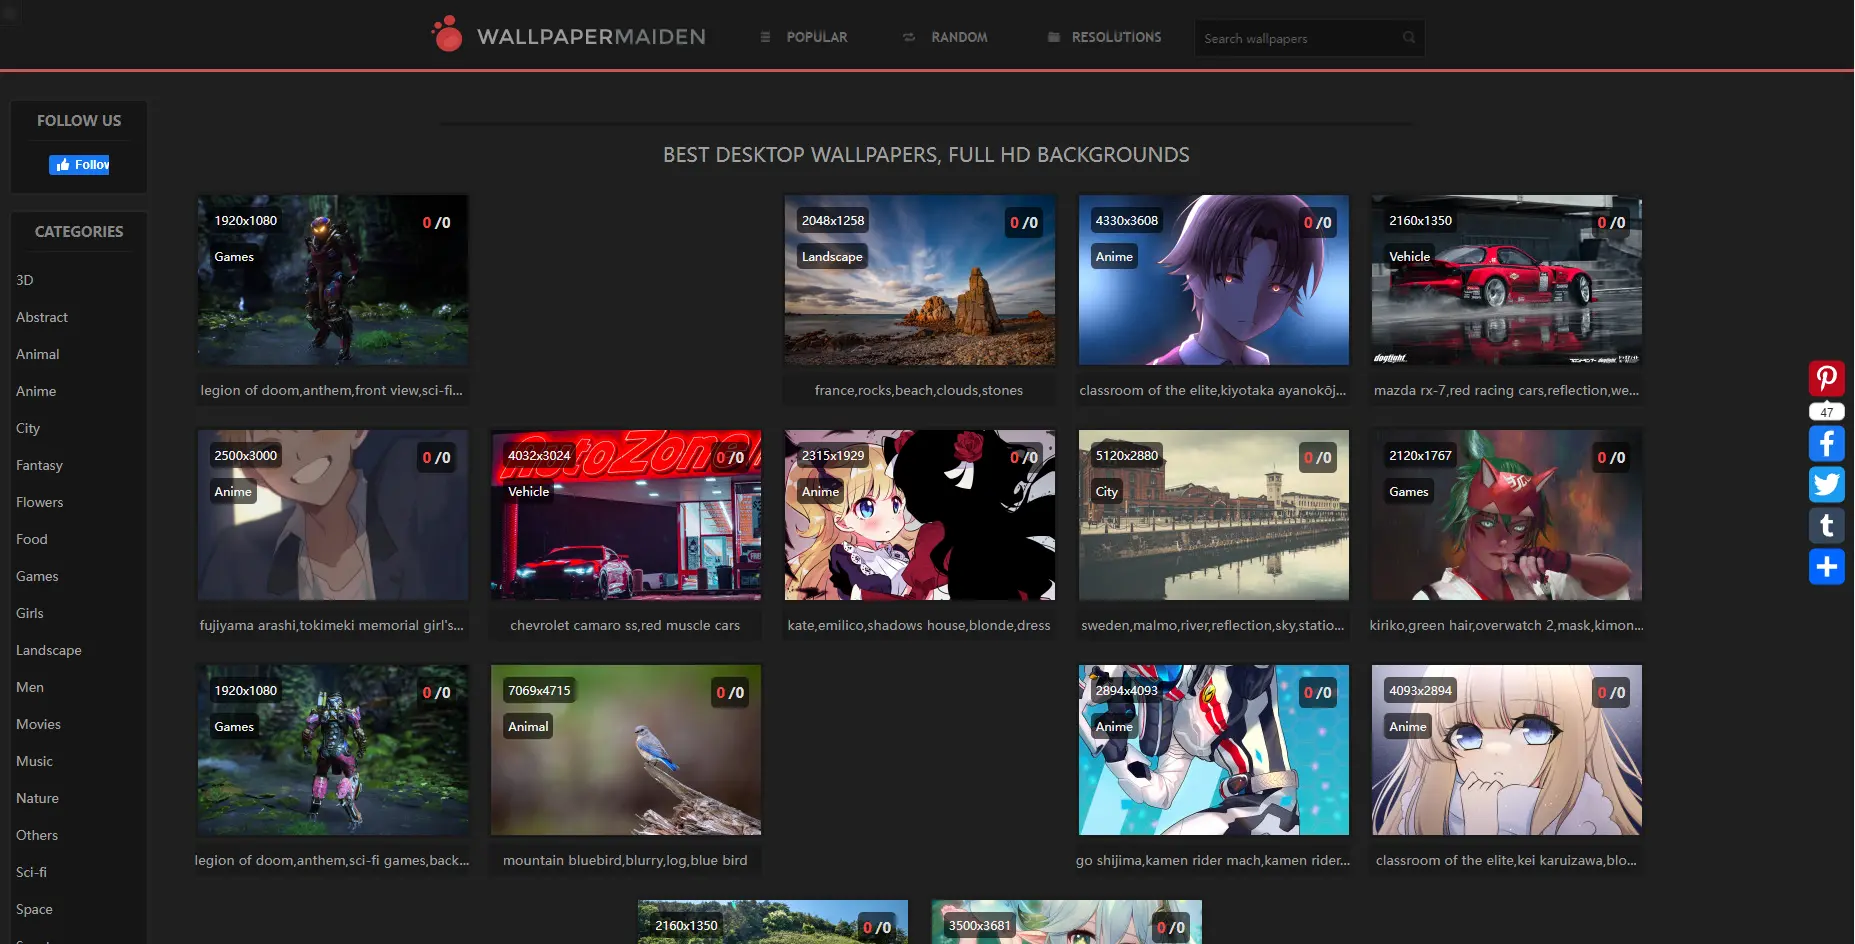 WALLPAPERMAIDEN
POPULAR
RANDOM
RESOLUTIONS
Search wallpapers
FOLLOW US
Follow
CATEGORIES
3D
Abstract
Animal
Anime
City
Fantasy
Flowers
Food
Games
Girls
Landscape
Men
Movies
Music
Nature
Others
Sci-fi
Space
BEST DESKTOP WALLPAPERS, FULL HD BACKGROUNDS
1920x1080
0 /0
Games
legion of doom,anthem,front view,sci-fi...
2048x1258
0 /0
Landscape
france,rocks,beach,clouds,stones
4330x3608
0 /0
Anime
classroom of the elite,kiyotaka ayanokōj...
2160x1350
0 /0
Vehicle
dogfight
mazda rx-7,red racing cars,reflection,we...
2500x3000
0 /0
Anime
fujiyama arashi,tokimeki memorial girl's...
AutoZone
4032x3024
0 /0
Vehicle
chevrolet camaro ss,red muscle cars
2315x1929
0 /0
Anime
kate,emilico,shadows house,blonde,dress
5120x2880
0 /0
City
sweden,malmo,river,reflection,sky,statio...
2120x1767
0 /0
Games
kiriko,green hair,overwatch 2,mask,kimon...
1920x1080
0 /0
Games
legion of doom,anthem,sci-fi games,back...
7069x4715
0 /0
Animal
mountain bluebird,blurry,log,blue bird
2894x4093
0 /0
Anime
go shijima,kamen rider mach,kamen rider...
4093x2894
0 /0
Anime
classroom of the elite,kei karuizawa,blo...
2160x1350
0 /0
3500x3681
0 /0
47